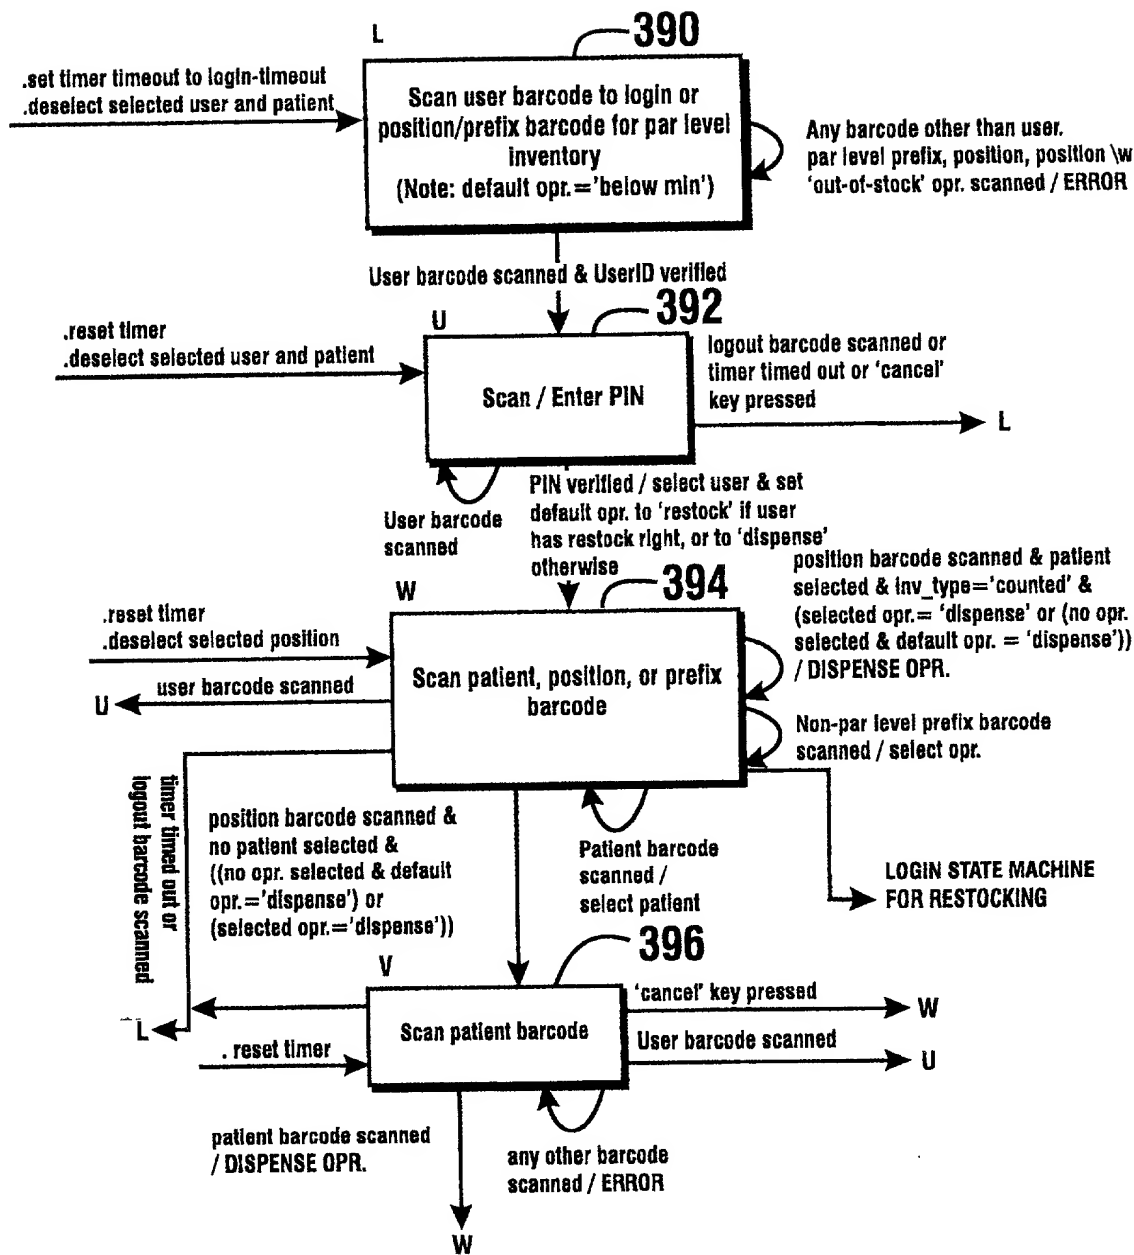 L
390
.set timer timeout to login-timeout
.deselect selected user and patient
Scan user barcode to login or
position/prefix barcode for par level
inventory
(Note: default opr.='below min')
Any barcode other than user.
par level prefix, position, position \w
'out-of-stock' opr. scanned / ERROR
User barcode scanned & UserID verified
U
392
.reset timer
.deselect selected user and patient
Scan / Enter PIN
logout barcode scanned or
timer timed out or 'cancel'
key pressed
L
User barcode
scanned
PIN verified / select user & set
default opr. to 'restock' if user
has restock right, or to 'dispense'
otherwise
W
394
.reset timer
.deselect selected position
user barcode scanned
U
Scan patient, position, or prefix
barcode
position barcode scanned & patient
selected & inv_type='counted' &
(selected opr.= 'dispense' or (no opr.
selected & default opr. = 'dispense'))
/ DISPENSE OPR.
Non-par level prefix barcode
scanned / select opr.
timer timed out or
logout barcode scanned
position barcode scanned &
no patient selected &
((no opr. selected & default
opr.='dispense') or
(selected opr.='dispense'))
Patient barcode
scanned /
select patient
LOGIN STATE MACHINE
FOR RESTOCKING
V
396
L
. reset timer
Scan patient barcode
'cancel' key pressed
W
User barcode scanned
U
patient barcode scanned
/ DISPENSE OPR.
any other barcode
scanned / ERROR
W